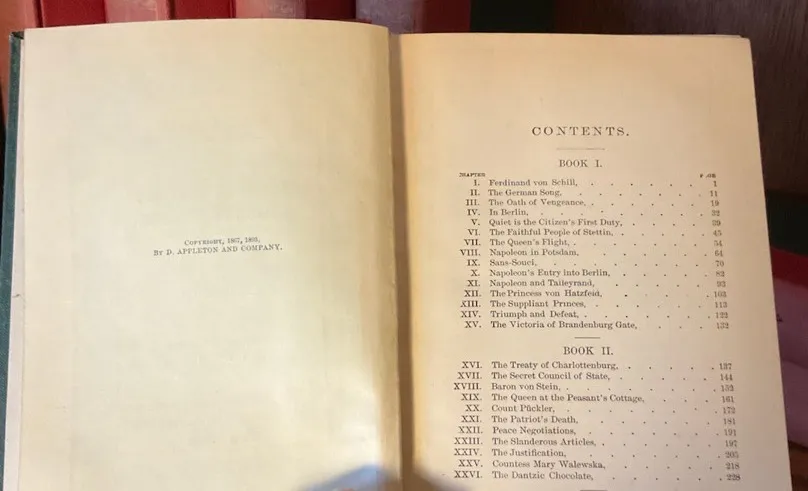 COPYRIGHT, 1867, 1893,
BY D. APPLETON AND COMPANY.
CONTENTS.
BOOK I.
CHAPTER PAGE
I. Ferdinand von Schill, . . . . . . 1
II. The German Song, . . . . . . . 11
III. The Oath of Vengeance, . . . . . . 19
IV. In Berlin, . . . . . . . . 32
V. Quiet is the Citizen's First Duty, . . . . 39
VI. The Faithful People of Stettin, . . . . . 45
VII. The Queen's Flight, . . . . . . . 54
VIII. Napoleon in Potsdam, . . . . . . 64
IX. Sans-Souci, . . . . . . . . 70
X. Napoleon's Entry into Berlin, . . . . . 82
XI. Napoleon and Talleyrand, . . . . . 92
XII. The Princess von Hatzfeld, . . . . . 103
XIII. The Suppliant Princes, . . . . . . 113
XIV. Triumph and Defeat, . . . . . . 122
XV. The Victoria of Brandenburg Gate, . . . . 132
BOOK II.
XVI. The Treaty of Charlottenburg, . . . . . 137
XVII. The Secret Council of State, . . . . . 144
XVIII. Baron von Stein, . . . . . . . 152
XIX. The Queen at the Peasant's Cottage, . . . . 161
XX. Count Pückler, . . . . . . . 172
XXI. The Patriot's Death, . . . . . . 181
XXII. Peace Negotiations, . . . . . . 191
XXIII. The Slanderous Articles, . . . . . . 197
XXIV. The Justification, . . . . . . . 205
XXV. Countess Mary Walewska, . . . . . 218
XXVI. The Dantzic Chocolate, . . . . . . 228